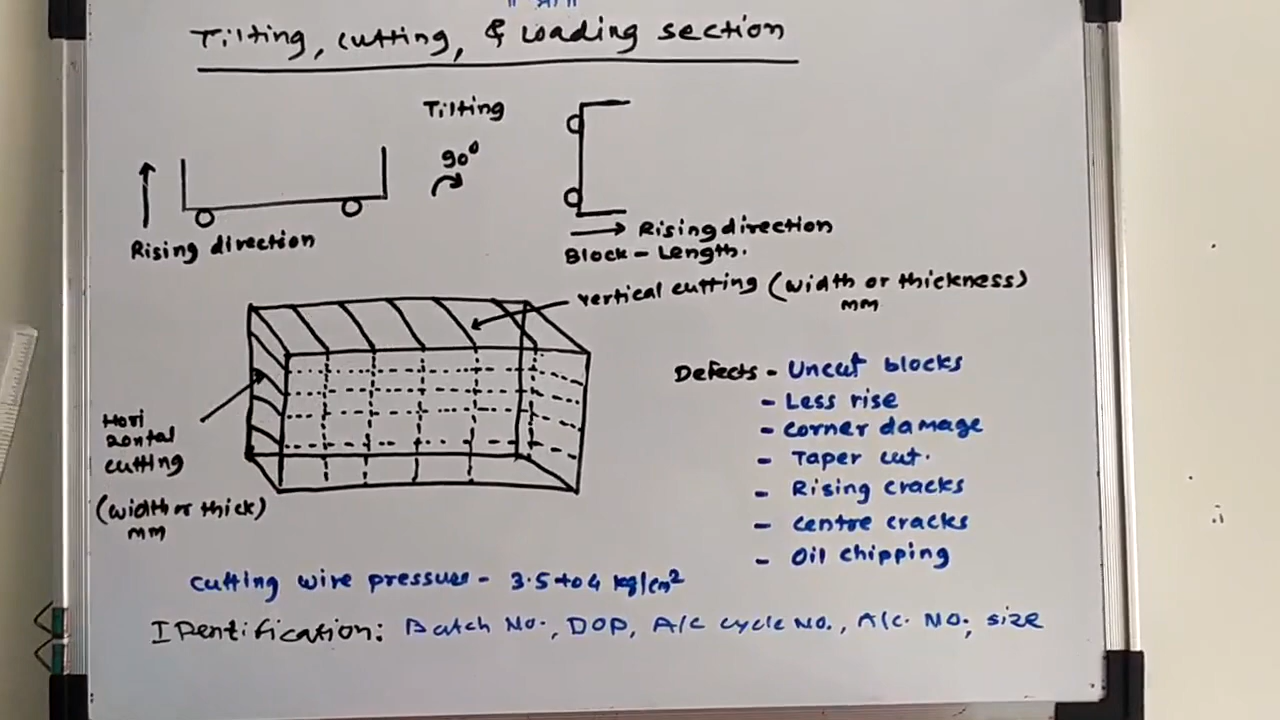 ॥ श्री ॥
Tilting, cutting, & Loading section
Tilting
90°
Rising direction
Rising direction
Block - Length.
vertical cutting (width or thickness)
mm
Hori
zontal
cutting
(width or thick)
mm
Defects - Uncut blocks
- Less rise
- corner damage
- Taper cut.
- Rising cracks
- centre cracks
- Oil chipping
cutting wire pressure - 3.5 to 4 kg/cm²
IDentification: Batch No., DOP, A/c cycle No., A/c. No., size